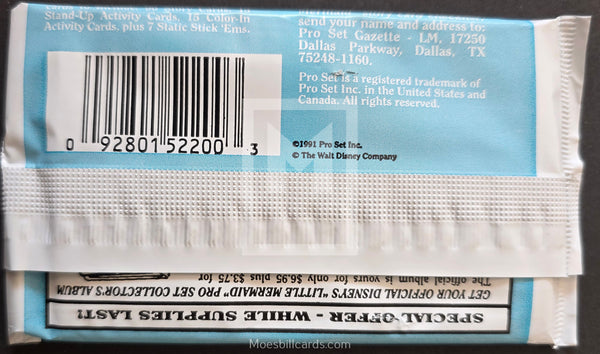 Stand-Up Activity Cards, 15 Color-In
Activity Cards, plus 7 Static Stick 'Ems.
send your name and address to:
Pro Set Gazette - LM, 17250
Dallas Parkway, Dallas, TX
75248-1160.
Pro Set is a registered trademark of
Pro Set Inc. in the United States and
Canada. All rights reserved.
0 92801 52200 3
©1991 Pro Set Inc.
© The Walt Disney Company
SPECIAL OFFER - WHILE SUPPLIES LAST!
GET YOUR OFFICIAL DISNEY'S "LITTLE MERMAID" PRO SET COLLECTOR'S ALBUM
The official album is yours for only $6.95 plus $3.75 for
Moesbillcards.com